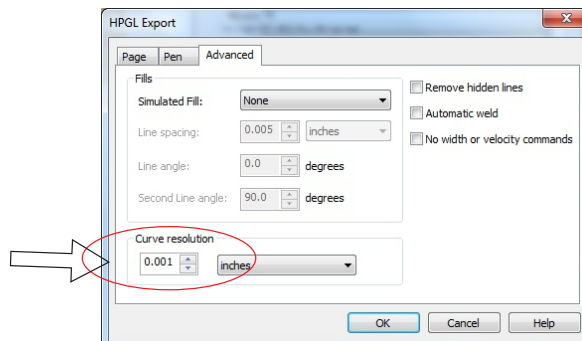 HPGL Export
Page Pen Advanced
Fills
Simulated Fill: None
Line spacing: 0.005 inches
Line angle: 0.0 degrees
Second Line angle: 90.0 degrees
Curve resolution
0.001 inches
Remove hidden lines
Automatic weld
No width or velocity commands
OK Cancel Help